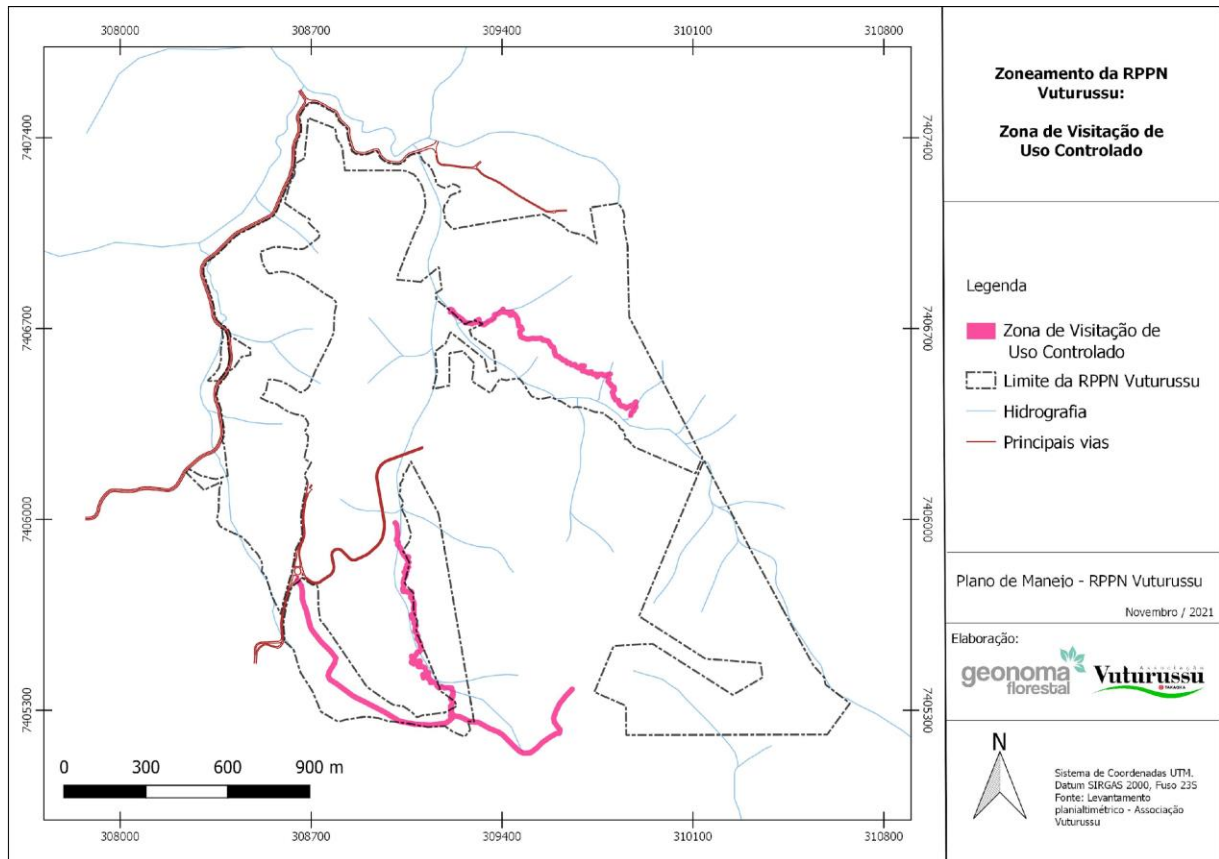 308000 308700 309400 310100 310800
7407400 7407400
7406700 7406700
7406000 7406000
7405300 7405300
0 300 600 900 m
308000 308700 309400 310100 310800
Zoneamento da RPPN
Vuturussu:
Zona de Visitação de
Uso Controlado
Legenda
Zona de Visitação de
Uso Controlado
Limite da RPPN Vuturussu
Hidrografia
Principais vias
Plano de Manejo - RPPN Vuturussu
Novembro / 2021
Elaboração:
geonoma
florestal
Associação
Vuturussu
N
Sistema de Coordenadas UTM.
Datum SIRGAS 2000, Fuso 23S
Fonte: Levantamento
planialtimétrico - Associação
Vuturussu